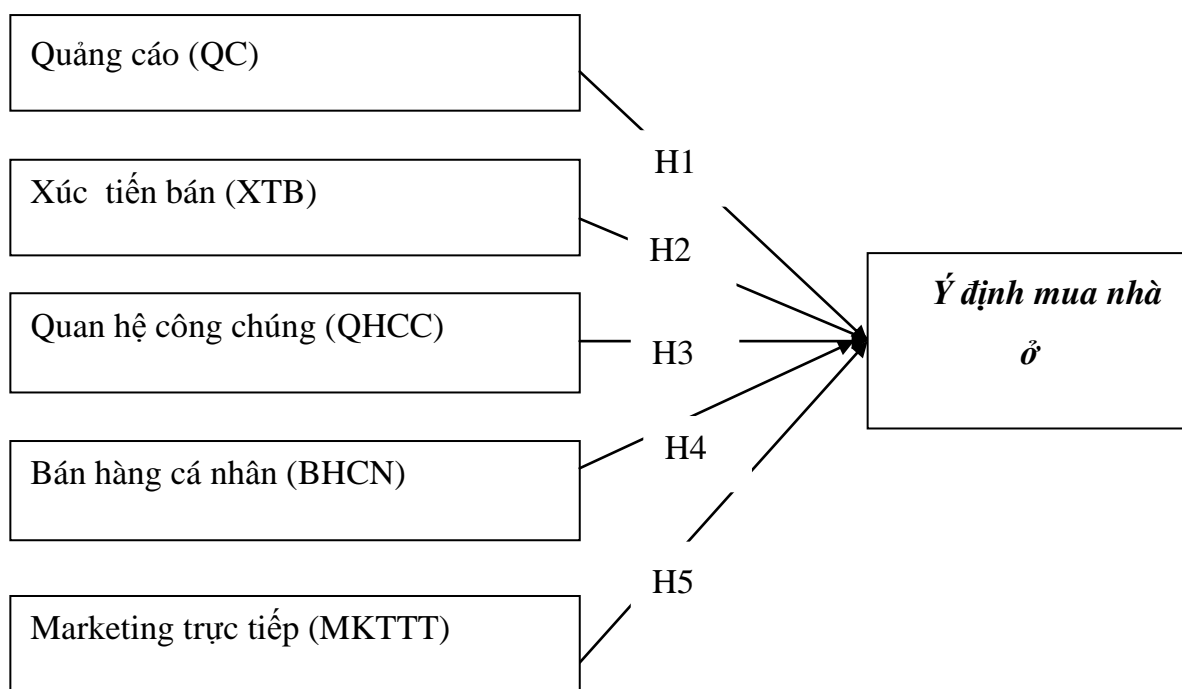 Quảng cáo (QC)
H1
Xúc tiến bán (XTB)
H2
Ý định mua nhà
ở
Quan hệ công chúng (QHCC)
H3
Bán hàng cá nhân (BHCN)
H4
H5
Marketing trực tiếp (MKTTT)